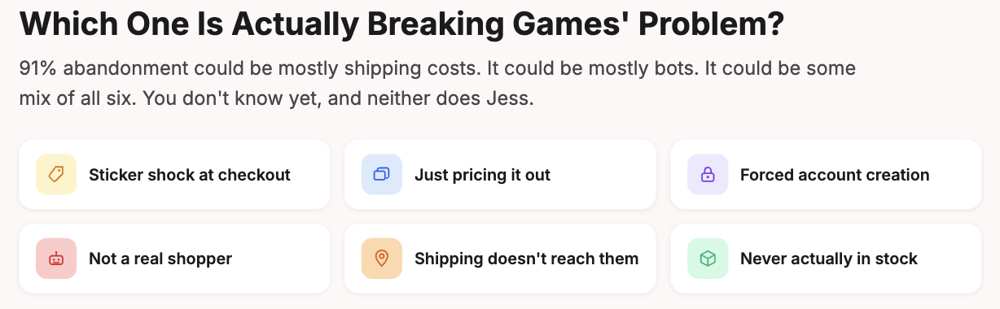 Which One Is Actually Breaking Games' Problem?
91% abandonment could be mostly shipping costs. It could be mostly bots. It could be some
mix of all six. You don't know yet, and neither does Jess.
Sticker shock at checkout
Just pricing it out
Forced account creation
Not a real shopper
Shipping doesn't reach them
Never actually in stock